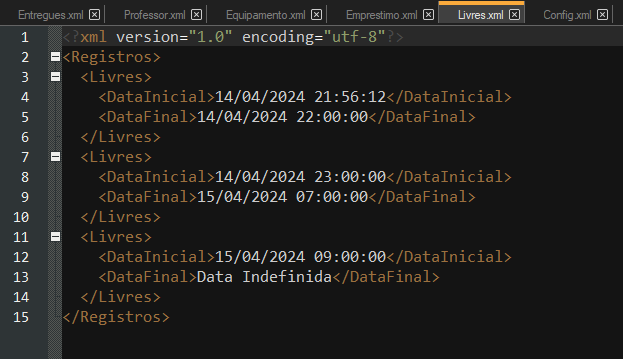 Entregues.xml Professor.xml Equipamento.xml Emprestimo.xml Livres.xml Config.xml
1 <?xml version="1.0" encoding="utf-8"?>
2 <Registros>
3 <Livres>
4 <DataInicial>14/04/2024 21:56:12</DataInicial>
5 <DataFinal>14/04/2024 22:00:00</DataFinal>
6 </Livres>
7 <Livres>
8 <DataInicial>14/04/2024 23:00:00</DataInicial>
9 <DataFinal>15/04/2024 07:00:00</DataFinal>
10 </Livres>
11 <Livres>
12 <DataInicial>15/04/2024 09:00:00</DataInicial>
13 <DataFinal>Data Indefinida</DataFinal>
14 </Livres>
15 </Registros>